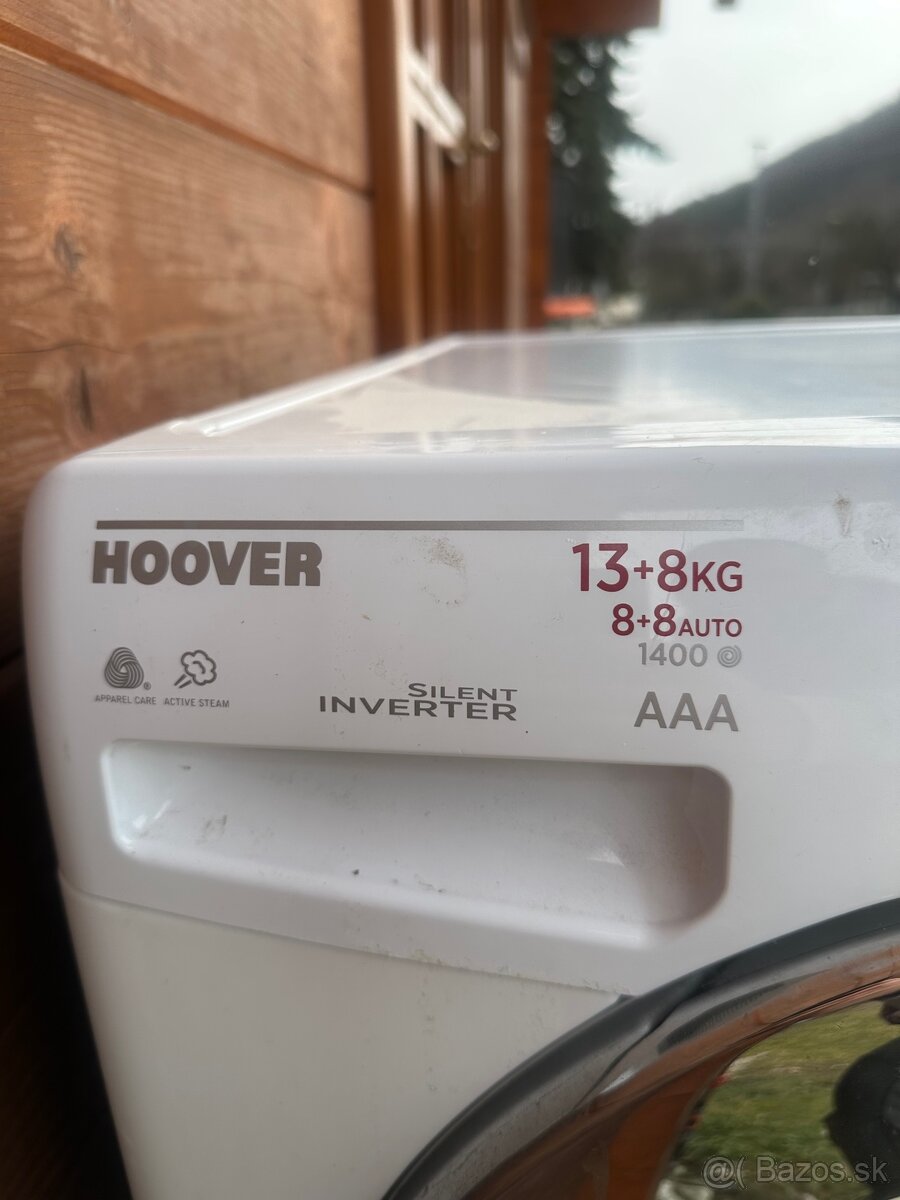 HOOVER
13+8KG
8+8AUTO
1400
APPAREL CARE ACTIVE STEAM
SILENT
INVERTER
AAA
@( Bazos.sk